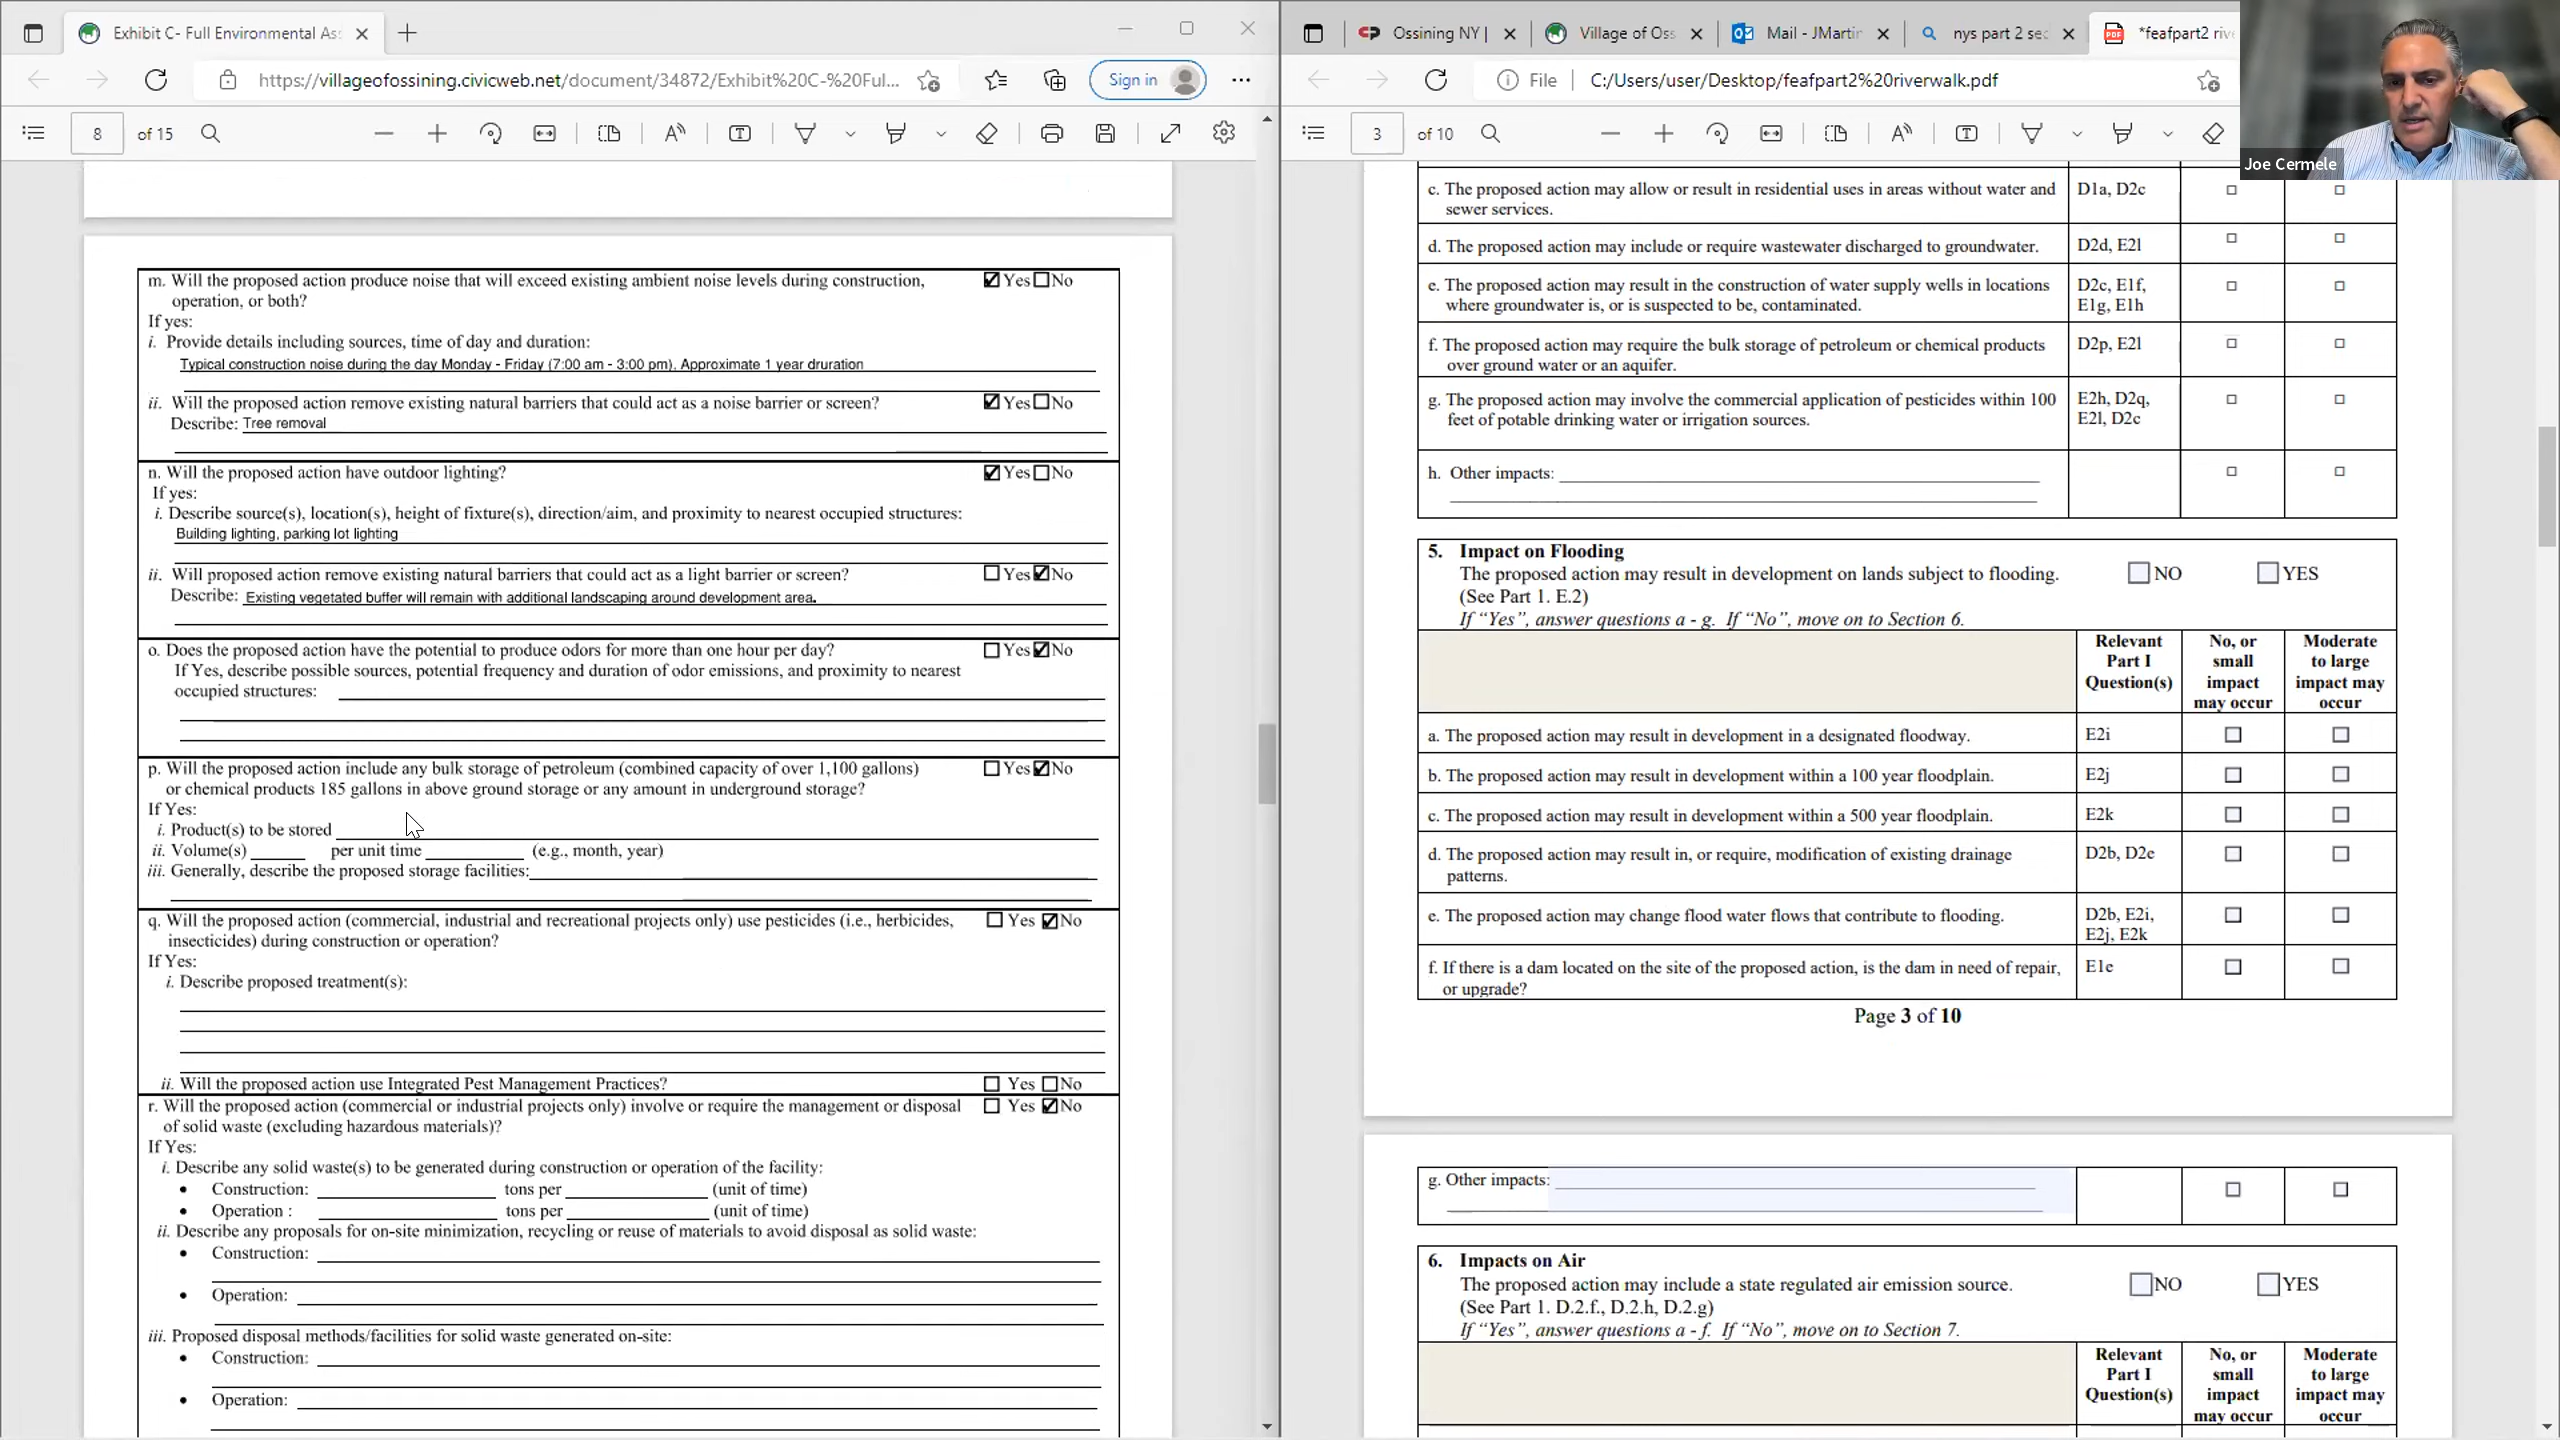 Exhibit C- Full Environmental As
https://villageofossining.civicweb.net/document/34872/Exhibit%20C-%20Ful...
Sign in
8 of 15
m. Will the proposed action produce noise that will exceed existing ambient noise levels during construction, Yes No
operation, or both?
If yes:
i. Provide details including sources, time of day and duration:
Typical construction noise during the day Monday - Friday (7:00 am - 3:00 pm). Approximate 1 year druration
ii. Will the proposed action remove existing natural barriers that could act as a noise barrier or screen? Yes No
Describe: Tree removal
n. Will the proposed action have outdoor lighting? Yes No
If yes:
i. Describe source(s), location(s), height of fixture(s), direction/aim, and proximity to nearest occupied structures:
Building lighting, parking lot lighting
ii. Will proposed action remove existing natural barriers that could act as a light barrier or screen? Yes No
Describe: Existing vegetated buffer will remain with additional landscaping around development area.
o. Does the proposed action have the potential to produce odors for more than one hour per day? Yes No
If Yes, describe possible sources, potential frequency and duration of odor emissions, and proximity to nearest
occupied structures:
p. Will the proposed action include any bulk storage of petroleum (combined capacity of over 1,100 gallons) Yes No
or chemical products 185 gallons in above ground storage or any amount in underground storage?
If Yes:
i. Product(s) to be stored
ii. Volume(s) per unit time (e.g., month, year)
iii. Generally, describe the proposed storage facilities:
q. Will the proposed action (commercial, industrial and recreational projects only) use pesticides (i.e., herbicides, Yes No
insecticides) during construction or operation?
If Yes:
i. Describe proposed treatment(s):
ii. Will the proposed action use Integrated Pest Management Practices? Yes No
r. Will the proposed action (commercial or industrial projects only) involve or require the management or disposal Yes No
of solid waste (excluding hazardous materials)?
If Yes:
i. Describe any solid waste(s) to be generated during construction or operation of the facility:
• Construction: tons per (unit of time)
• Operation : tons per (unit of time)
ii. Describe any proposals for on-site minimization, recycling or reuse of materials to avoid disposal as solid waste:
• Construction:
• Operation:
iii. Proposed disposal methods/facilities for solid waste generated on-site:
• Construction:
• Operation:
Ossining NY |
Village of Oss
Mail - JMartin
nys part 2 sec
*feafpart2 rive
File C:/Users/user/Desktop/feafpart2%20riverwalk.pdf
3 of 10
Joe Cermele
c. The proposed action may allow or result in residential uses in areas without water and D1a, D2c
sewer services.
d. The proposed action may include or require wastewater discharged to groundwater. D2d, E2l
e. The proposed action may result in the construction of water supply wells in locations D2c, E1f,
where groundwater is, or is suspected to be, contaminated. E1g, E1h
f. The proposed action may require the bulk storage of petroleum or chemical products D2p, E2l
over ground water or an aquifer.
g. The proposed action may involve the commercial application of pesticides within 100 E2h, D2q,
feet of potable drinking water or irrigation sources. E2l, D2c
h. Other impacts:
5. Impact on Flooding
The proposed action may result in development on lands subject to flooding. NO YES
(See Part 1. E.2)
If “Yes”, answer questions a - g. If “No”, move on to Section 6.
Relevant No, or Moderate
Part I small to large
Question(s) impact impact may
may occur occur
a. The proposed action may result in development in a designated floodway. E2i
b. The proposed action may result in development within a 100 year floodplain. E2j
c. The proposed action may result in development within a 500 year floodplain. E2k
d. The proposed action may result in, or require, modification of existing drainage D2b, D2e
patterns.
e. The proposed action may change flood water flows that contribute to flooding. D2b, E2i,
E2j, E2k
f. If there is a dam located on the site of the proposed action, is the dam in need of repair, E1e
or upgrade?
Page 3 of 10
g. Other impacts:
6. Impacts on Air
The proposed action may include a state regulated air emission source. NO YES
(See Part 1. D.2.f., D.2.h, D.2.g)
If “Yes”, answer questions a - f. If “No”, move on to Section 7.
Relevant No, or Moderate
Part I small to large
Question(s) impact impact may
may occur occur